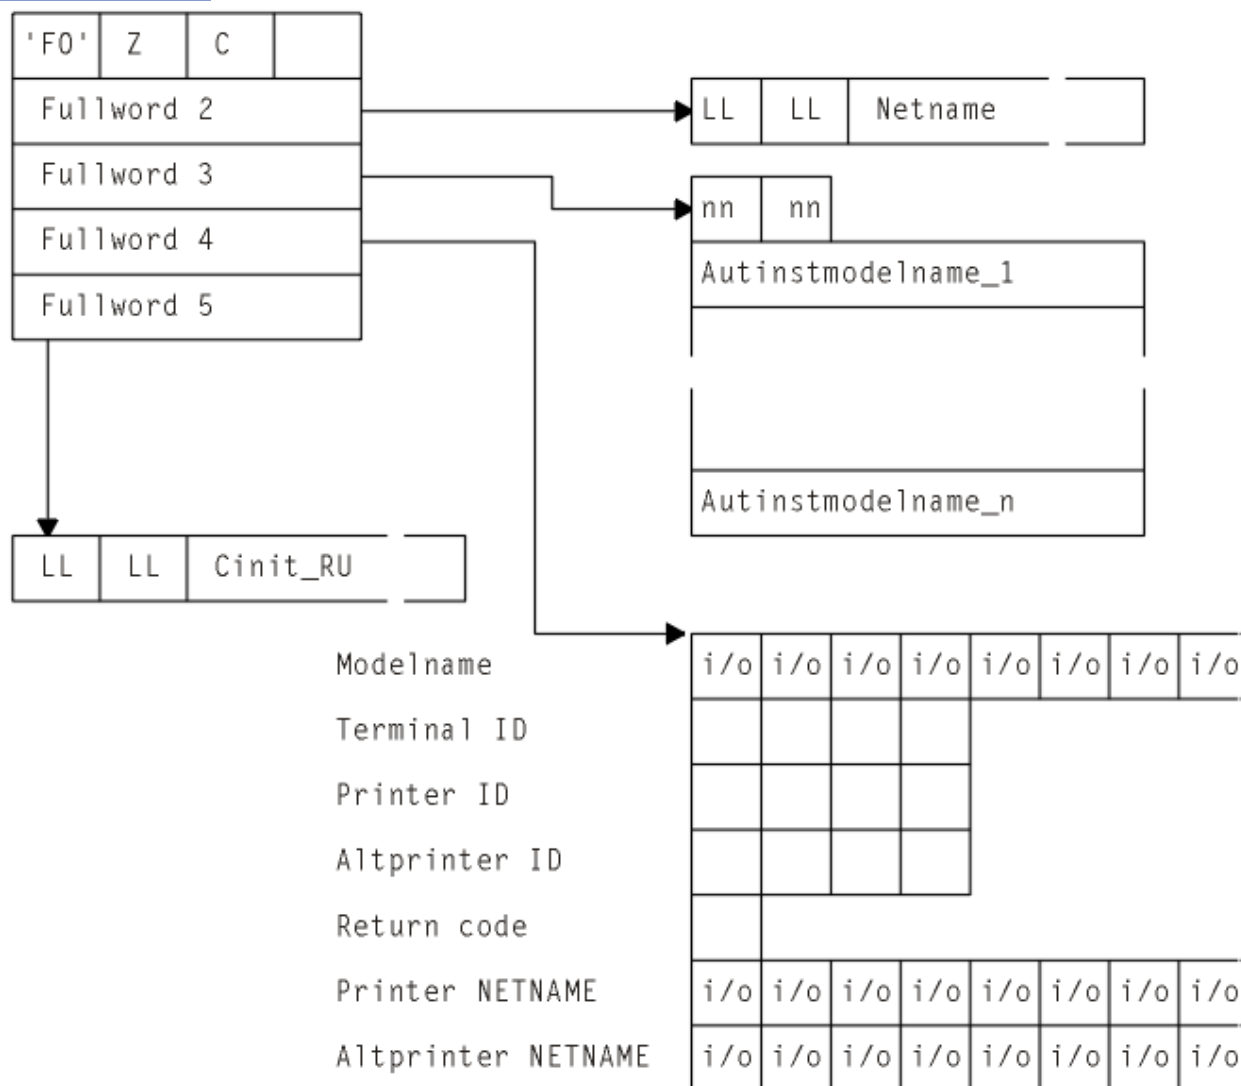 'F0' Z C
Fullword 2
LL LL Netname
Fullword 3
nn nn
Fullword 4
Autinstmodelname_1
Fullword 5
Autinstmodelname_n
LL LL Cinit_RU
Modelname i/o i/o i/o i/o i/o i/o i/o i/o
Terminal ID
Printer ID
Altprinter ID
Return code
Printer NETNAME i/o i/o i/o i/o i/o i/o i/o i/o
Altprinter NETNAME i/o i/o i/o i/o i/o i/o i/o i/o